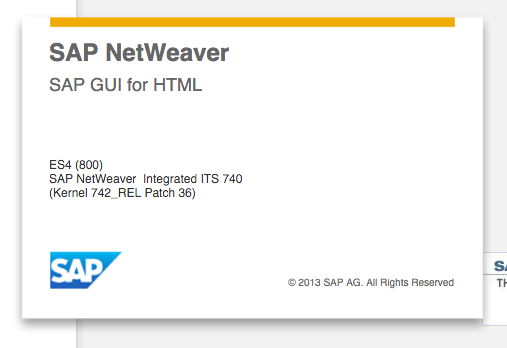 SAP NetWeaver
SAP GUI for HTML
ES4 (800)
SAP NetWeaver Integrated ITS 740
(Kernel 742_REL Patch 36)
SAP
© 2013 SAP AG. All Rights Reserved
TH